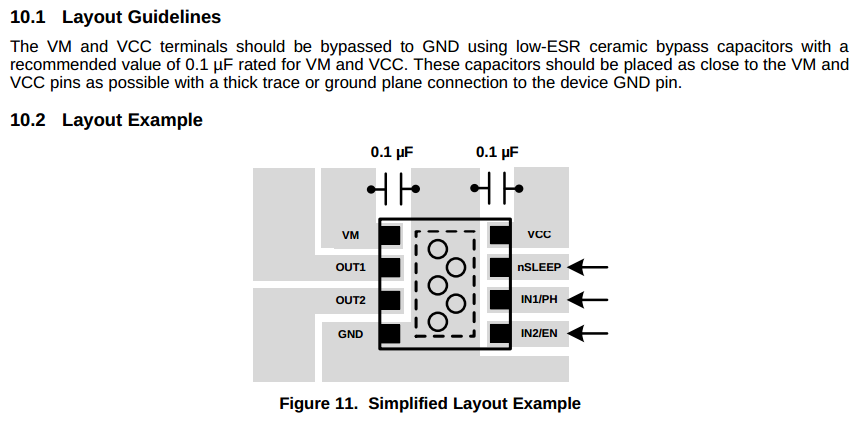 10.1 Layout Guidelines
The VM and VCC terminals should be bypassed to GND using low-ESR ceramic bypass capacitors with a
recommended value of 0.1 µF rated for VM and VCC. These capacitors should be placed as close to the VM and
VCC pins as possible with a thick trace or ground plane connection to the device GND pin.
10.2 Layout Example
0.1 µF 0.1 µF
VM VCC
OUT1 nSLEEP
OUT2 IN1/PH
GND IN2/EN
Figure 11. Simplified Layout Example